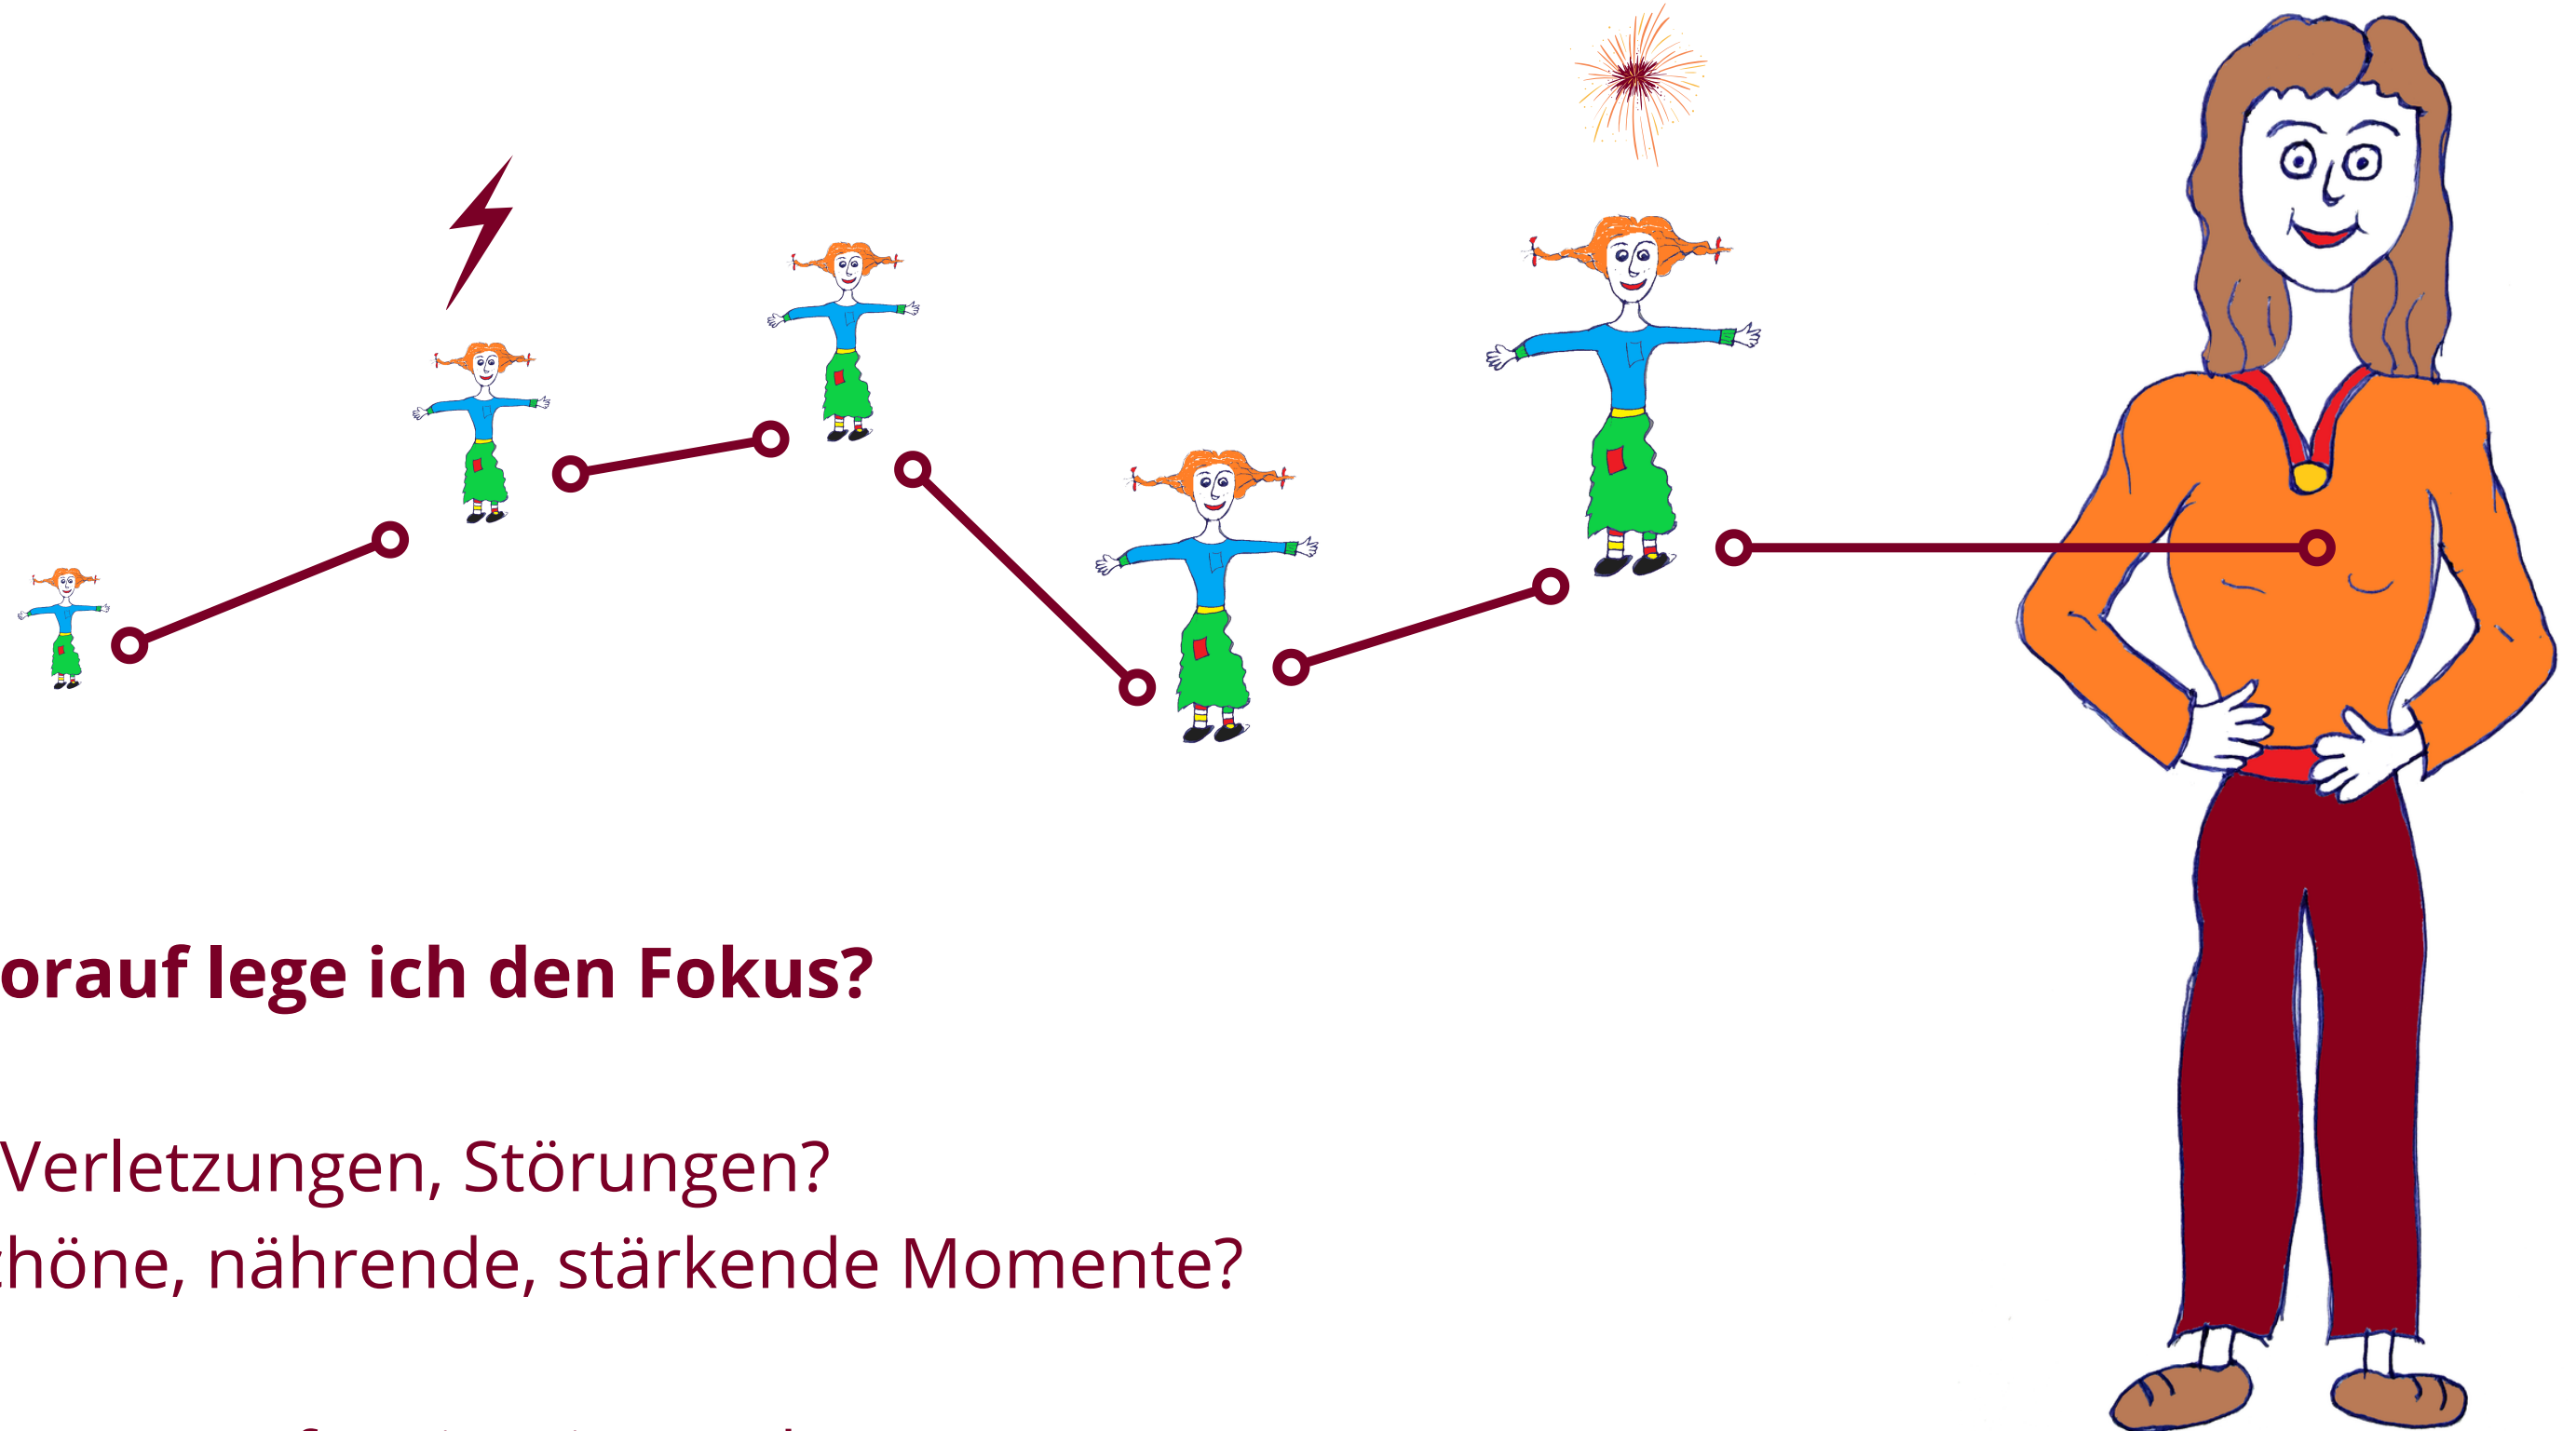 orauf lege ich den Fokus?
Verletzungen, Störungen?
höne, nährende, stärkende Momente?